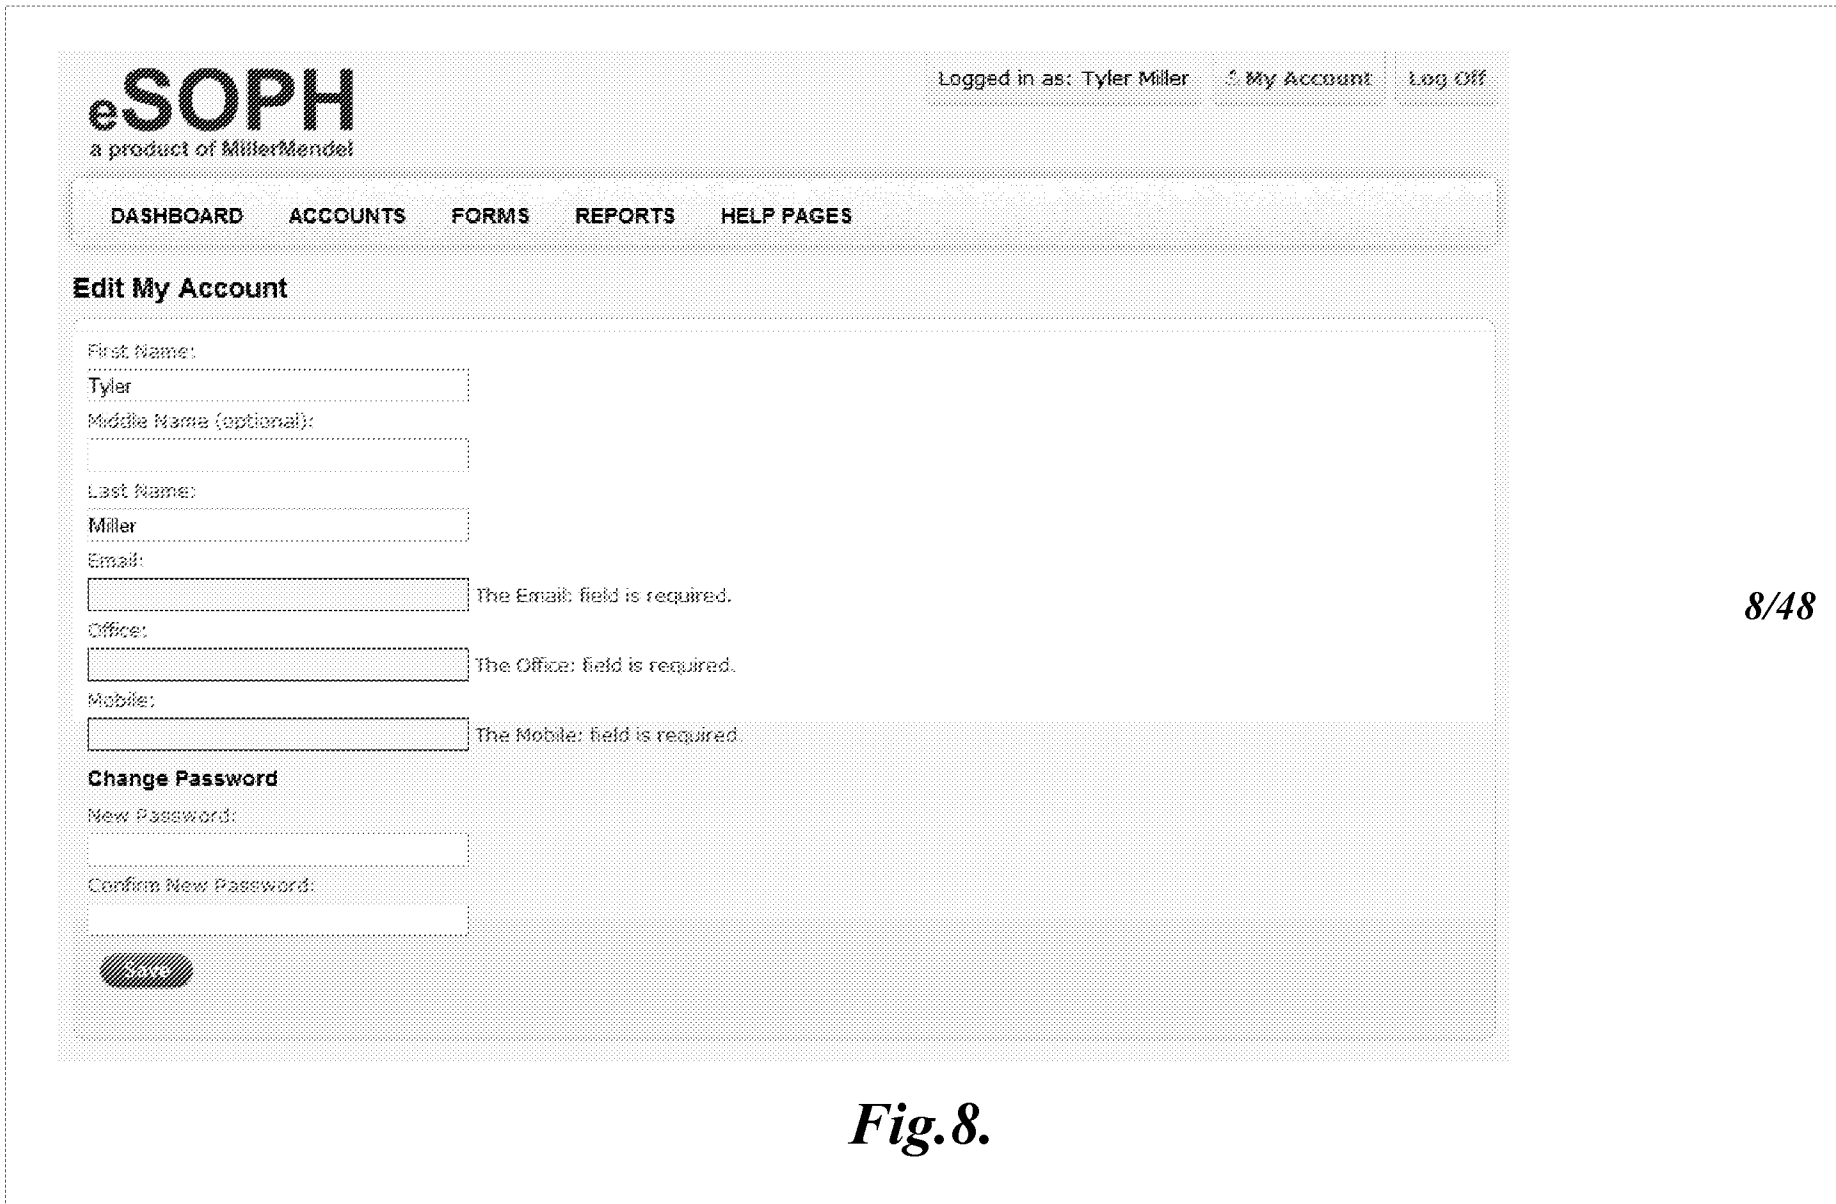 eSOPH
a product of MillerMendel
Logged in as: Tyler Miller My Account Log Off
DASHBOARD ACCOUNTS FORMS REPORTS HELP PAGES
Edit My Account
First Name:
Tyler
Middle Name (optional):
Last Name:
Miller
Email:
The Email: field is required.
Office:
The Office: field is required.
Mobile:
The Mobile: field is required.
Change Password
New Password:
Confirm New Password:
Save
8/48
Fig.8.